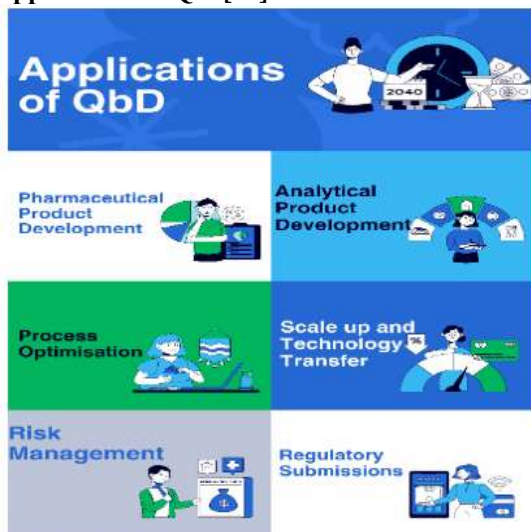 Applications
of QbD
2040
Pharmaceutical
Product
Development
Analytical
Product
Development
Process
Optimisation
Scale up and
Technology
Transfer
%
Risk
Management
Regulatory
Submissions